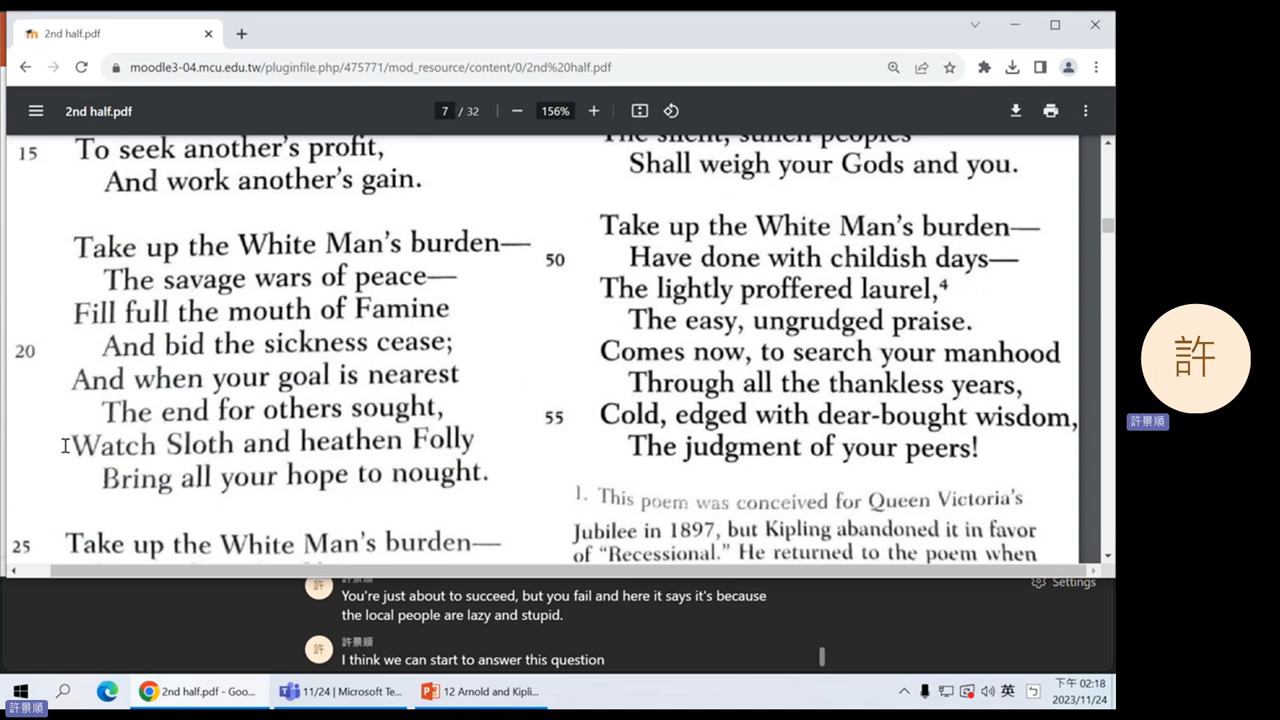 2nd half.pdf
moodle3-04.mcu.edu.tw/pluginfile.php/475771/mod_resource/content/0/2nd%20half.pdf
2nd half.pdf
7 / 32
156%
15 To seek another's profit,
And work another's gain.
Take up the White Man's burden—
The savage wars of peace—
Fill full the mouth of Famine
20 And bid the sickness cease;
And when your goal is nearest
The end for others sought,
Watch Sloth and heathen Folly
Bring all your hope to nought.
25 Take up the White Man's burden—
The silent, sullen peoples
Shall weigh your Gods and you.
Take up the White Man's burden—
50 Have done with childish days—
The lightly proffered laurel,⁴
The easy, ungrudged praise.
Comes now, to search your manhood
Through all the thankless years,
55 Cold, edged with dear-bought wisdom,
The judgment of your peers!
1. This poem was conceived for Queen Victoria's
Jubilee in 1897, but Kipling abandoned it in favor
of "Recessional." He returned to the poem when
許
許景順
許
許景順
You're just about to succeed, but you fail and here it says it's because
the local people are lazy and stupid.
許
許景順
I think we can start to answer this question
Settings
2nd half.pdf - Goo...
11/24 | Microsoft Te...
12 Arnold and Kipli...
英
下午 02:18
2023/11/24
許景順